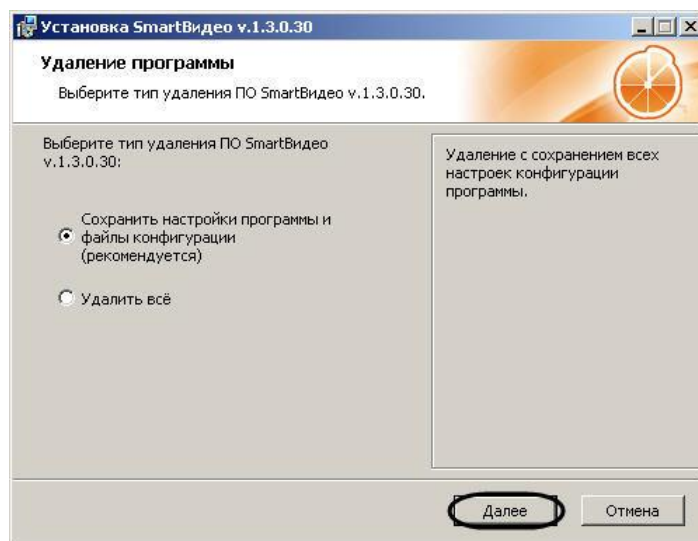 Установка SmartВидео v.1.3.0.30
Удаление программы
Выберите тип удаления ПО SmartВидео v.1.3.0.30.
Выберите тип удаления ПО SmartВидео
v.1.3.0.30:
Сохранить настройки программы и
файлы конфигурации
(рекомендуется)
Удалить всё
Удаление с сохранением всех
настроек конфигурации
программы.
Далее
Отмена